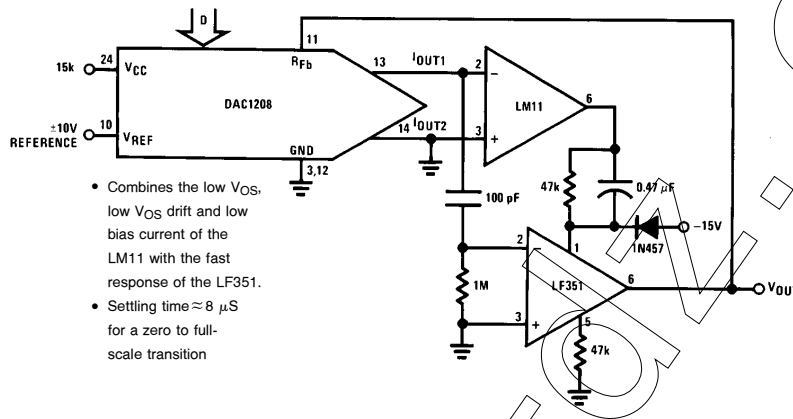 D
11
RFb
15k
24
VCC
DAC1208
13
IOUT1
2
−
LM11
6
±10V
REFERENCE
10
VREF
14
IOUT2
3
+
GND
3,12
47k
0.47 μF
100 pF
−15V
1N457
• Combines the low VOS,
low VOS drift and low
bias current of the
LM11 with the fast
response of the LF351.
• Settling time ≈ 8 μS
for a zero to full-
scale transition
1M
2
−
1
LF351
6
3
+
5
47k
VOU